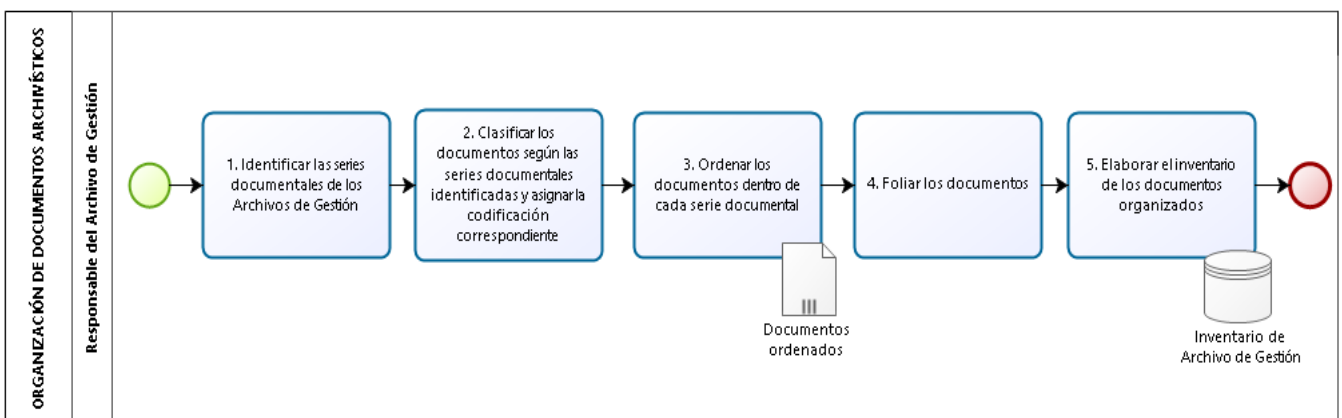 ORGANIZACIÓN DE DOCUMENTOS ARCHIVÍSTICOS
Responsable del Archivo de Gestión
1. Identificar las series
documentales de los
Archivos de Gestión
2. Clasificar los
documentos según las
series documentales
identificadas y asignar la
codificación
correspondiente
3. Ordenar los
documentos dentro de
cada serie documental
4. Foliar los documentos
5. Elaborar el inventario
de los documentos
organizados
Documentos
ordenados
Inventario de
Archivo de Gestión